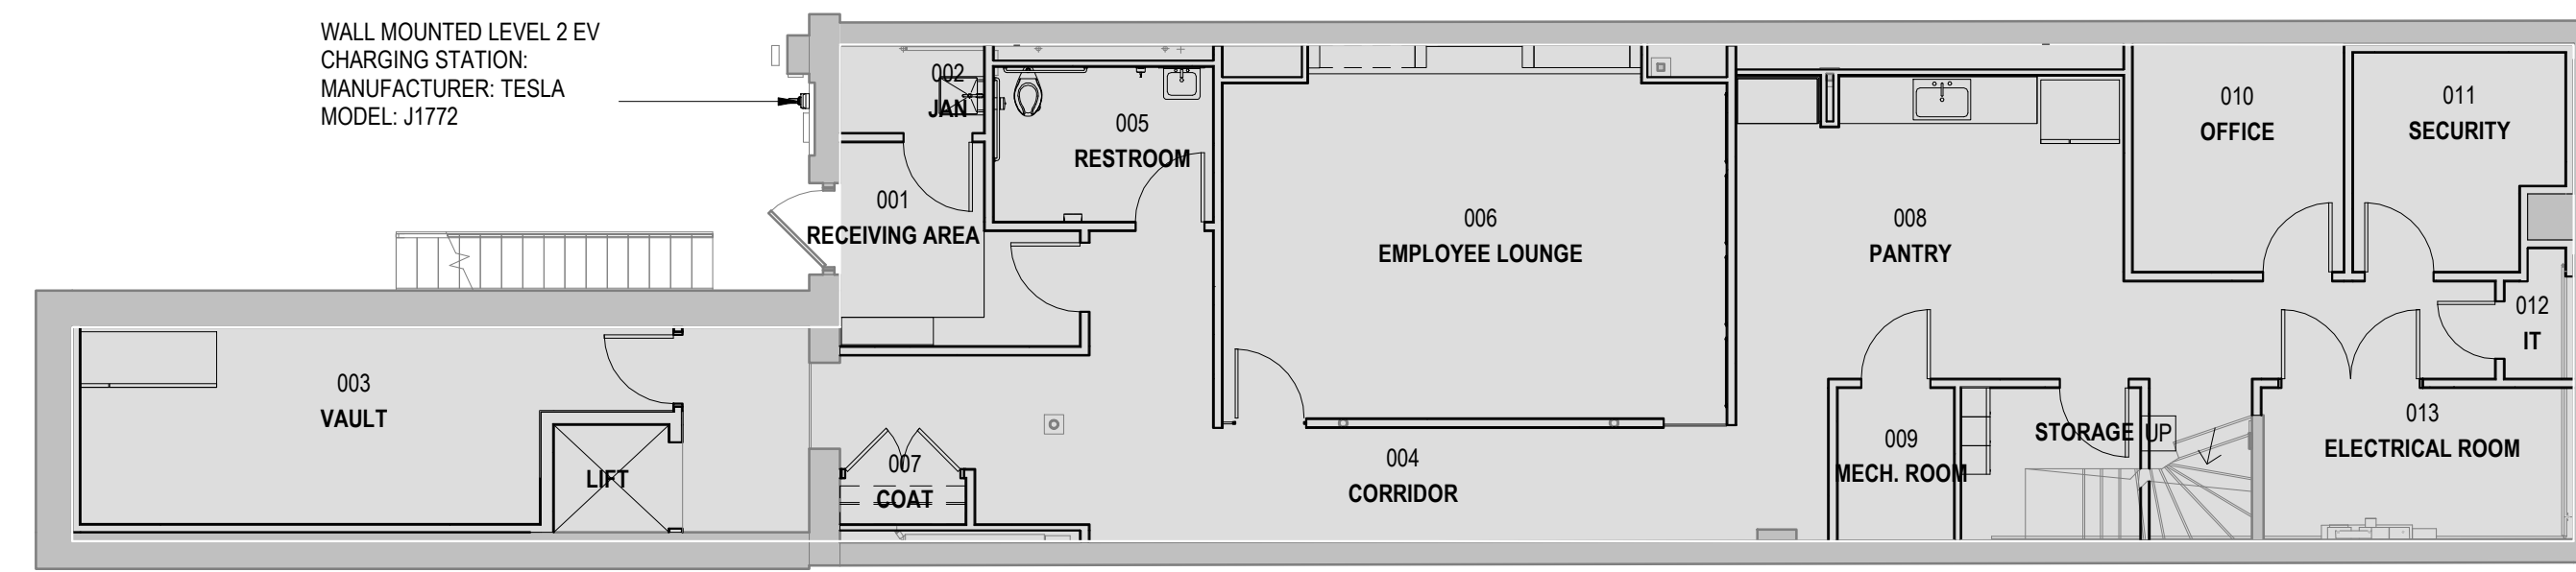 WALL MOUNTED LEVEL 2 EV
CHARGING STATION:
MANUFACTURER: TESLA
MODEL: J1772
002
JAN
005
RESTROOM
001
RECEIVING AREA
006
EMPLOYEE LOUNGE
008
PANTRY
010
OFFICE
011
SECURITY
012
IT
003
VAULT
LIFT
007
COAT
004
CORRIDOR
009
MECH. ROOM
STORAGE
UP
013
ELECTRICAL ROOM